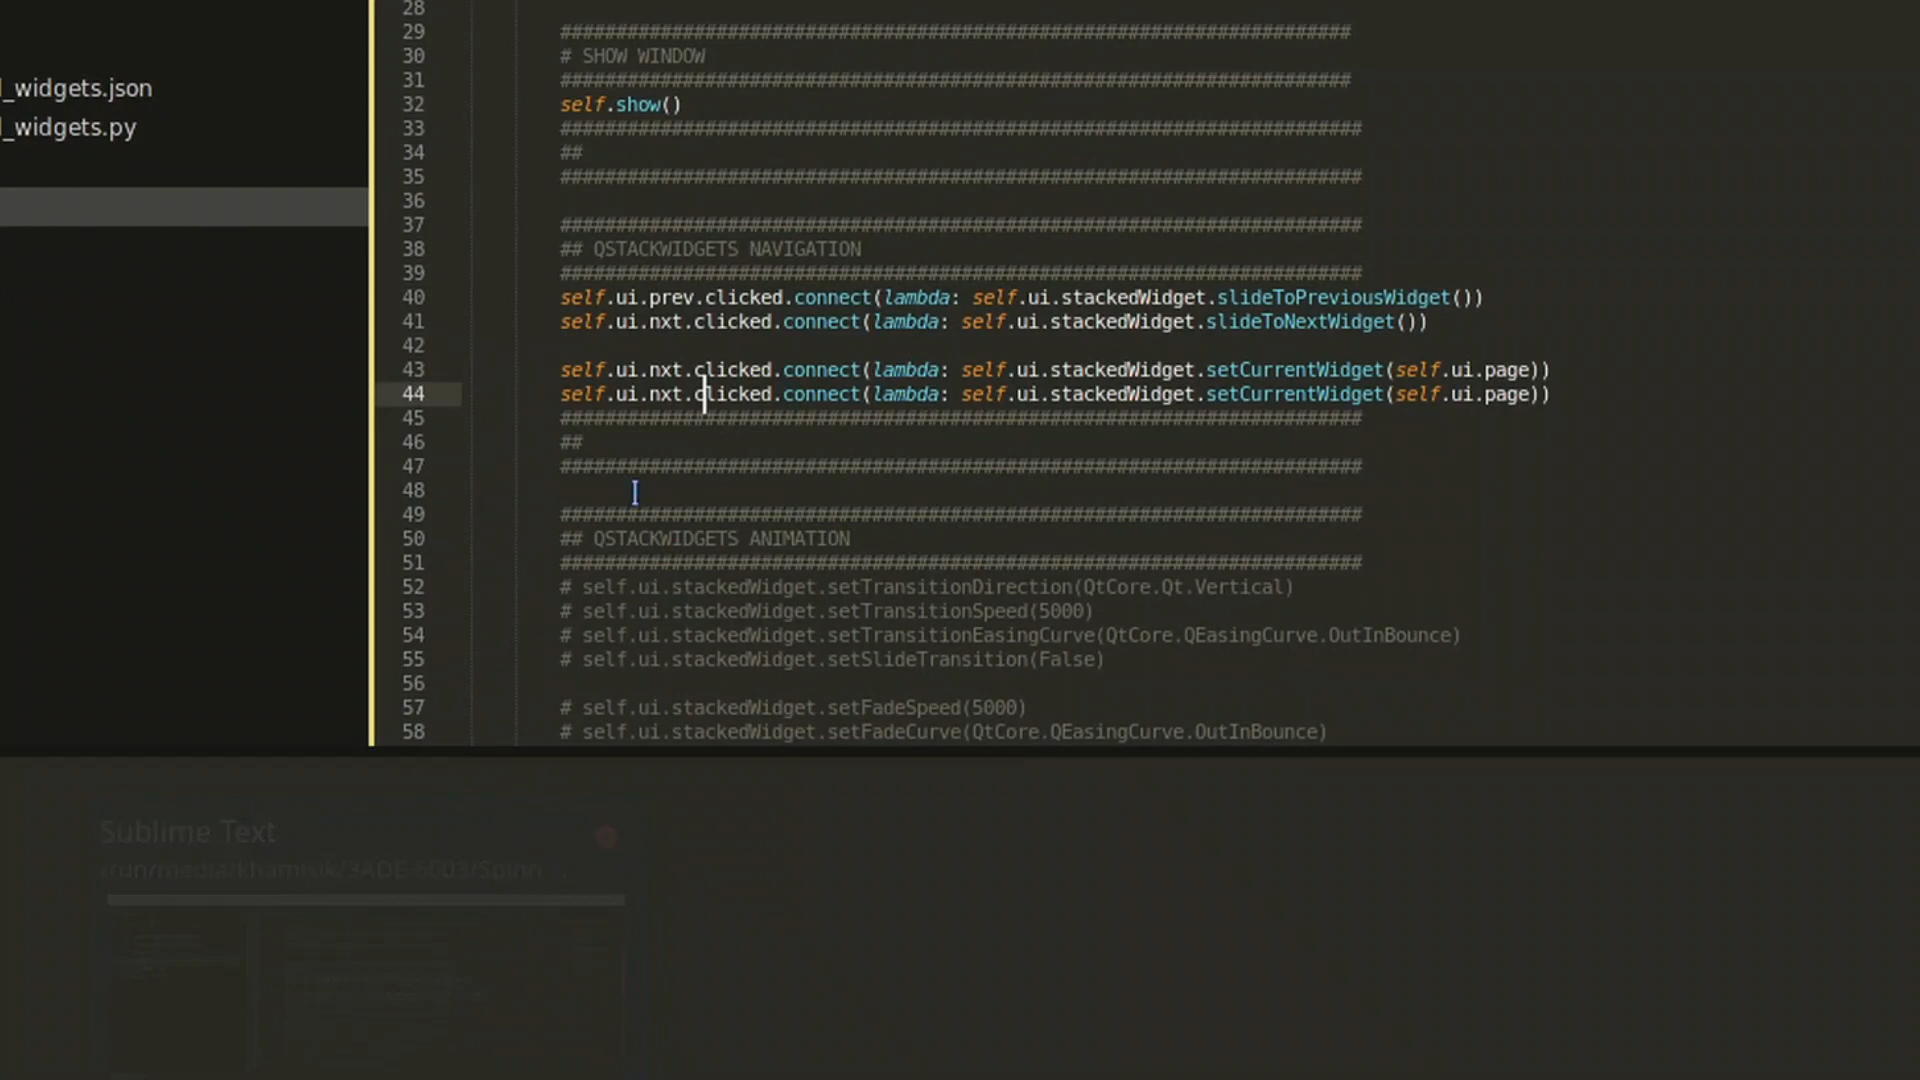 _widgets.json
_widgets.py
28
29 #######################################################################
30 # SHOW WINDOW
31 #######################################################################
32 self.show()
33 ########################################################################
34 ##
35 ########################################################################
36
37 ########################################################################
38 ## QSTACKWIDGETS NAVIGATION
39 ########################################################################
40 self.ui.prev.clicked.connect(lambda: self.ui.stackedWidget.slideToPreviousWidget())
41 self.ui.nxt.clicked.connect(lambda: self.ui.stackedWidget.slideToNextWidget())
42
43 self.ui.nxt.clicked.connect(lambda: self.ui.stackedWidget.setCurrentWidget(self.ui.page))
44 self.ui.nxt.clicked.connect(lambda: self.ui.stackedWidget.setCurrentWidget(self.ui.page))
45 ########################################################################
46 ##
47 ########################################################################
48
49 ########################################################################
50 ## QSTACKWIDGETS ANIMATION
51 ########################################################################
52 # self.ui.stackedWidget.setTransitionDirection(QtCore.Qt.Vertical)
53 # self.ui.stackedWidget.setTransitionSpeed(5000)
54 # self.ui.stackedWidget.setTransitionEasingCurve(QtCore.QEasingCurve.OutInBounce)
55 # self.ui.stackedWidget.setSlideTransition(False)
56
57 # self.ui.stackedWidget.setFadeSpeed(5000)
58 # self.ui.stackedWidget.setFadeCurve(QtCore.QEasingCurve.OutInBounce)
Sublime Text